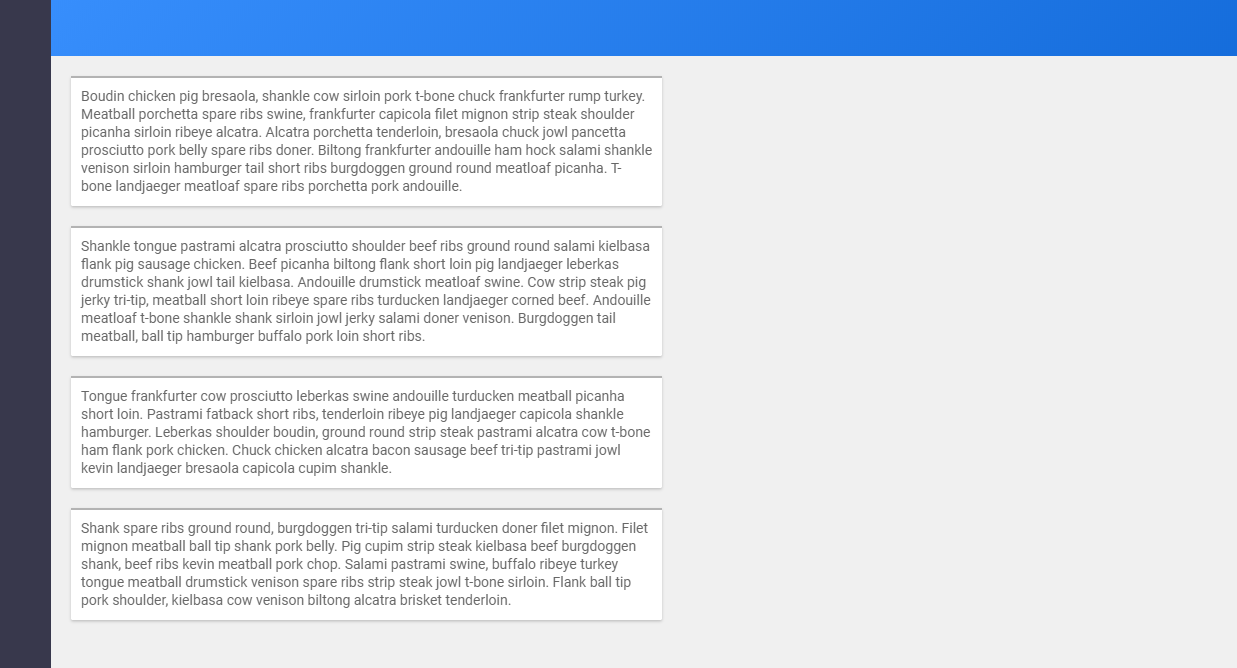 Boudin chicken pig bresaola, shankle cow sirloin pork t-bone chuck frankfurter rump turkey.
Meatball porchetta spare ribs swine, frankfurter capicola filet mignon strip steak shoulder
picanha sirloin ribeye alcatra. Alcatra porchetta tenderloin, bresaola chuck jowl pancetta
prosciutto pork belly spare ribs doner. Biltong frankfurter andouille ham hock salami shankle
venison sirloin hamburger tail short ribs burgdoggen ground round meatloaf picanha. T-
bone landjaeger meatloaf spare ribs porchetta pork andouille.
Shankle tongue pastrami alcatra prosciutto shoulder beef ribs ground round salami kielbasa
flank pig sausage chicken. Beef picanha biltong flank short loin pig landjaeger leberkas
drumstick shank jowl tail kielbasa. Andouille drumstick meatloaf swine. Cow strip steak pig
jerky tri-tip, meatball short loin ribeye spare ribs turducken landjaeger corned beef. Andouille
meatloaf t-bone shankle shank sirloin jowl jerky salami doner venison. Burgdoggen tail
meatball, ball tip hamburger buffalo pork loin short ribs.
Tongue frankfurter cow prosciutto leberkas swine andouille turducken meatball picanha
short loin. Pastrami fatback short ribs, tenderloin ribeye pig landjaeger capicola shankle
hamburger. Leberkas shoulder boudin, ground round strip steak pastrami alcatra cow t-bone
ham flank pork chicken. Chuck chicken alcatra bacon sausage beef tri-tip pastrami jowl
kevin landjaeger bresaola capicola cupim shankle.
Shank spare ribs ground round, burgdoggen tri-tip salami turducken doner filet mignon. Filet
mignon meatball ball tip shank pork belly. Pig cupim strip steak kielbasa beef burgdoggen
shank, beef ribs kevin meatball pork chop. Salami pastrami swine, buffalo ribeye turkey
tongue meatball drumstick venison spare ribs strip steak jowl t-bone sirloin. Flank ball tip
pork shoulder, kielbasa cow venison biltong alcatra brisket tenderloin.